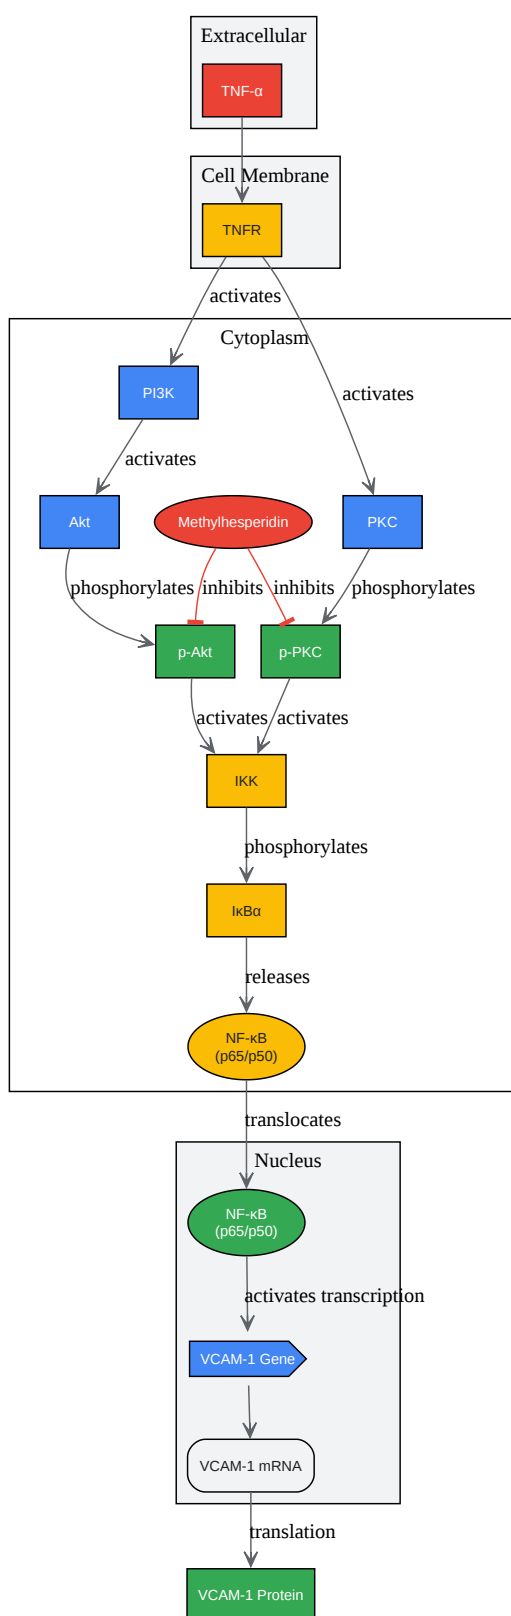 Extracellular
TNF-α
Cell Membrane
TNFR
activates
Cytoplasm
PI3K
activates
activates
Akt
Methylhesperidin
PKC
phosphorylates
inhibits
inhibits
phosphorylates
p-Akt
p-PKC
activates
activates
IKK
phosphorylates
IκBα
releases
NF-κB
(p65/p50)
translocates
Nucleus
NF-κB
(p65/p50)
activates transcription
VCAM-1 Gene
VCAM-1 mRNA
translation
VCAM-1 Protein